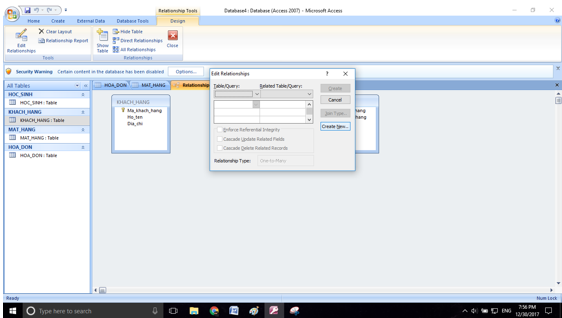 Relationship Tools
Database4 : Database (Access 2007) - Microsoft Access
Home Create External Data Database Tools Design
Edit Relationships
Clear Layout
Relationship Report
Tools
Show Table
Hide Table
Direct Relationships
All Relationships
Close
Relationships
Security Warning Certain content in the database has been disabled Options...
All Tables
HOC_SINH
HOC_SINH : Table
KHACH_HANG
KHACH_HANG : Table
MAT_HANG
MAT_HANG : Table
HOA_DON
HOA_DON : Table
HOA_DON MAT_HANG Relationship
KHACH_HANG
Ma_khach_hang
Ho_ten
Dia_chi
hang
hang
Edit Relationships
Table/Query: Related Table/Query:
Create
Cancel
Join Type..
Create New..
Enforce Referential Integrity
Cascade Update Related Fields
Cascade Delete Related Records
Relationship Type: One-to-Many
Ready
Num Lock
Type here to search
ENG
7:56 PM
12/30/2017